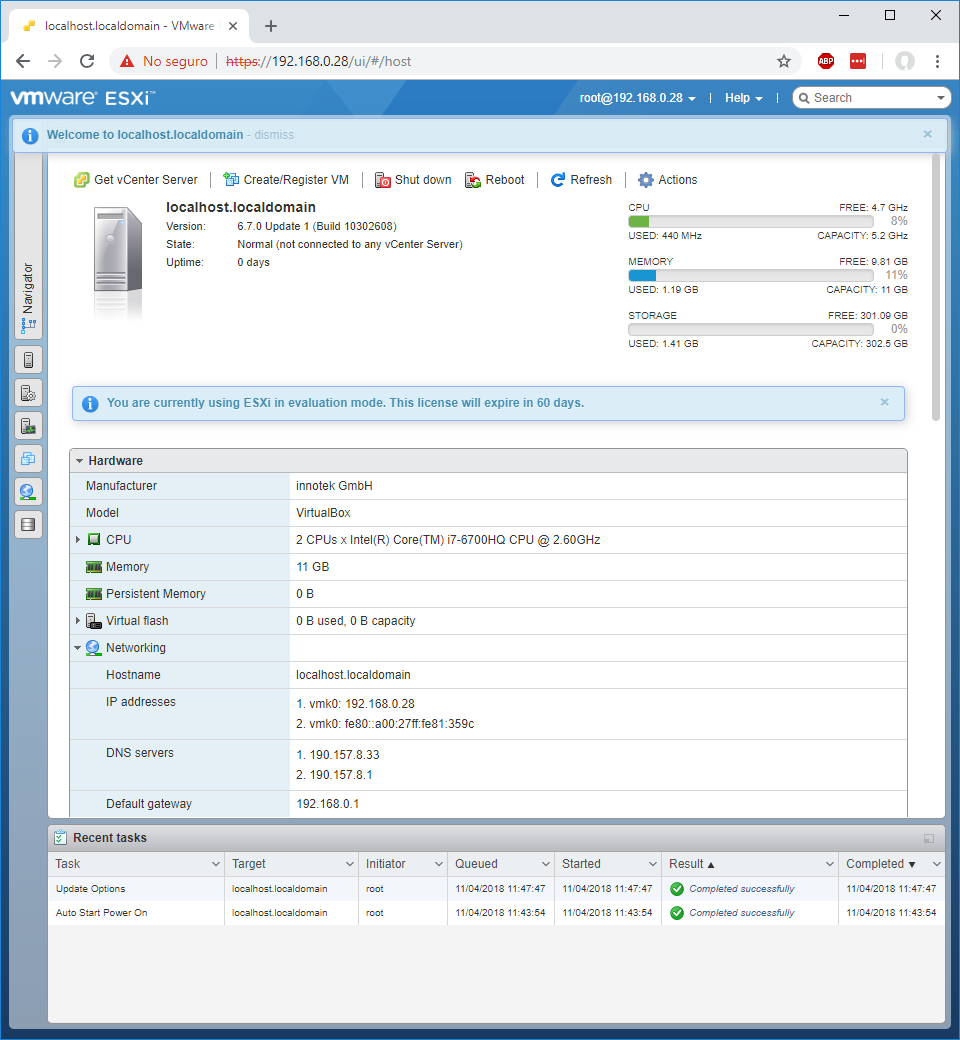 localhost.localdomain - VMware
No seguro https://192.168.0.28/ui/#/host
ABP
vmware ESXi™ root@192.168.0.28 Help Search
Welcome to localhost.localdomain - dismiss
Navigator
Get vCenter Server Create/Register VM Shut down Reboot Refresh Actions
localhost.localdomain
Version: 6.7.0 Update 1 (Build 10302608)
State: Normal (not connected to any vCenter Server)
Uptime: 0 days
CPU FREE: 4.7 GHz
8%
USED: 440 MHz CAPACITY: 5.2 GHz
MEMORY FREE: 9.81 GB
11%
USED: 1.19 GB CAPACITY: 11 GB
STORAGE FREE: 301.09 GB
0%
USED: 1.41 GB CAPACITY: 302.5 GB
You are currently using ESXi in evaluation mode. This license will expire in 60 days.
Hardware
Manufacturer innotek GmbH
Model VirtualBox
CPU 2 CPUs x Intel(R) Core(TM) i7-6700HQ CPU @ 2.60GHz
Memory 11 GB
Persistent Memory 0 B
Virtual flash 0 B used, 0 B capacity
Networking
Hostname localhost.localdomain
IP addresses 1. vmk0: 192.168.0.28
2. vmk0: fe80::a00:27ff:fe81:359c
DNS servers 1. 190.157.8.33
2. 190.157.8.1
Default gateway 192.168.0.1
Recent tasks
Task Target Initiator Queued Started Result Completed
Update Options localhost.localdomain root 11/04/2018 11:47:47 11/04/2018 11:47:47 Completed successfully 11/04/2018 11:47:47
Auto Start Power On localhost.localdomain root 11/04/2018 11:43:54 11/04/2018 11:43:54 Completed successfully 11/04/2018 11:43:54